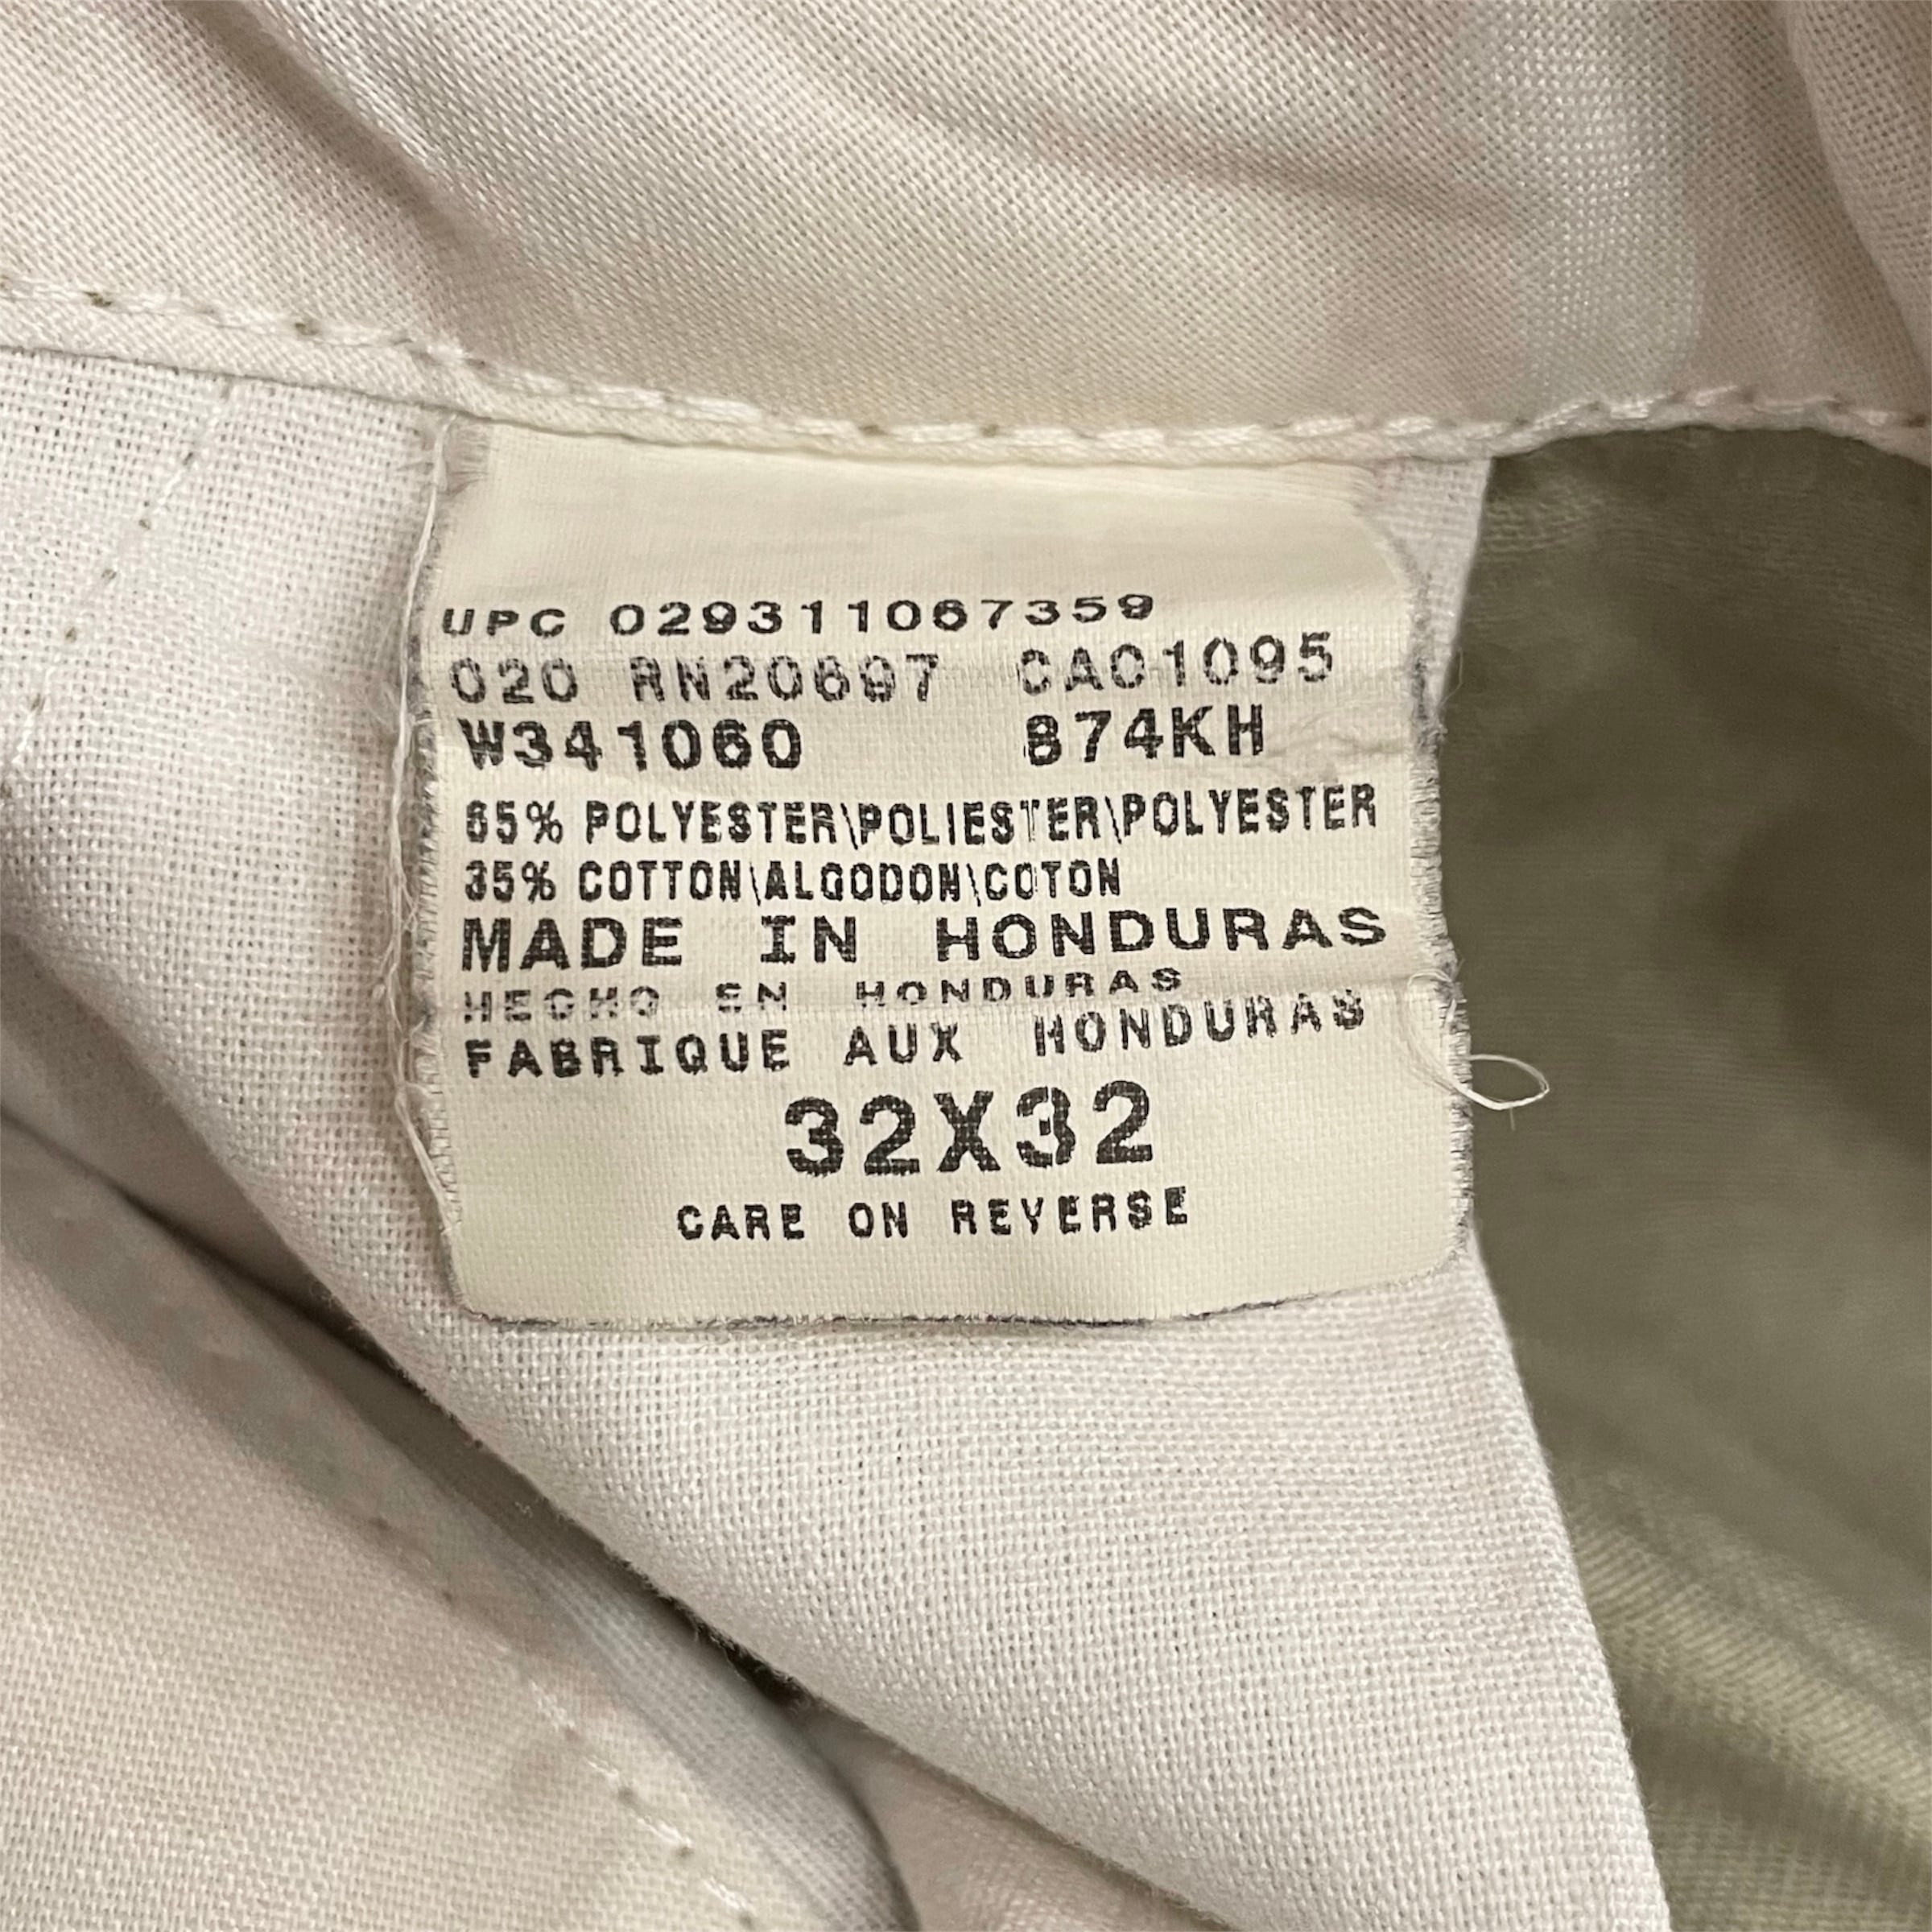 UPC 029311067359
020 RN20697 CA01095
W341060 874KH
65% POLYESTER\POLIESTER\POLYESTER
35% COTTON\ALGODON\COTON
MADE IN HONDURAS
HECHO EN HONDURAS
FABRIQUE AUX HONDURAS
32X32
CARE ON REVERSE